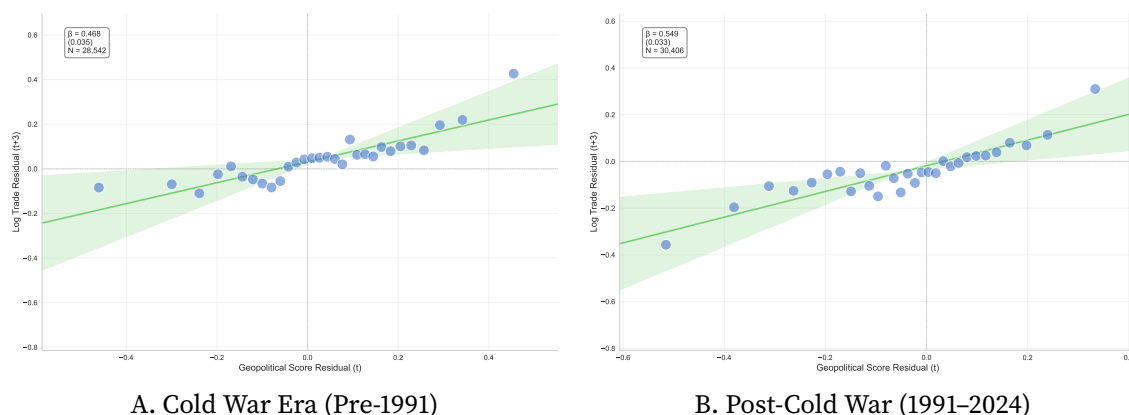 β = 0.468
(0.035)
N = 28,542
0.6
0.4
0.2
0.0
−0.2
−0.4
−0.6
−0.8
Log Trade Residual (t+3)
−0.4
−0.2
0.0
0.2
0.4
Geopolitical Score Residual (t)
A. Cold War Era (Pre-1991)
β = 0.549
(0.033)
N = 30,406
0.6
0.4
0.2
0.0
−0.2
−0.4
−0.6
−0.8
Log Trade Residual (t+3)
−0.6
−0.4
−0.2
0.0
0.2
Geopolitical Score Residual (t)
B. Post-Cold War (1991–2024)